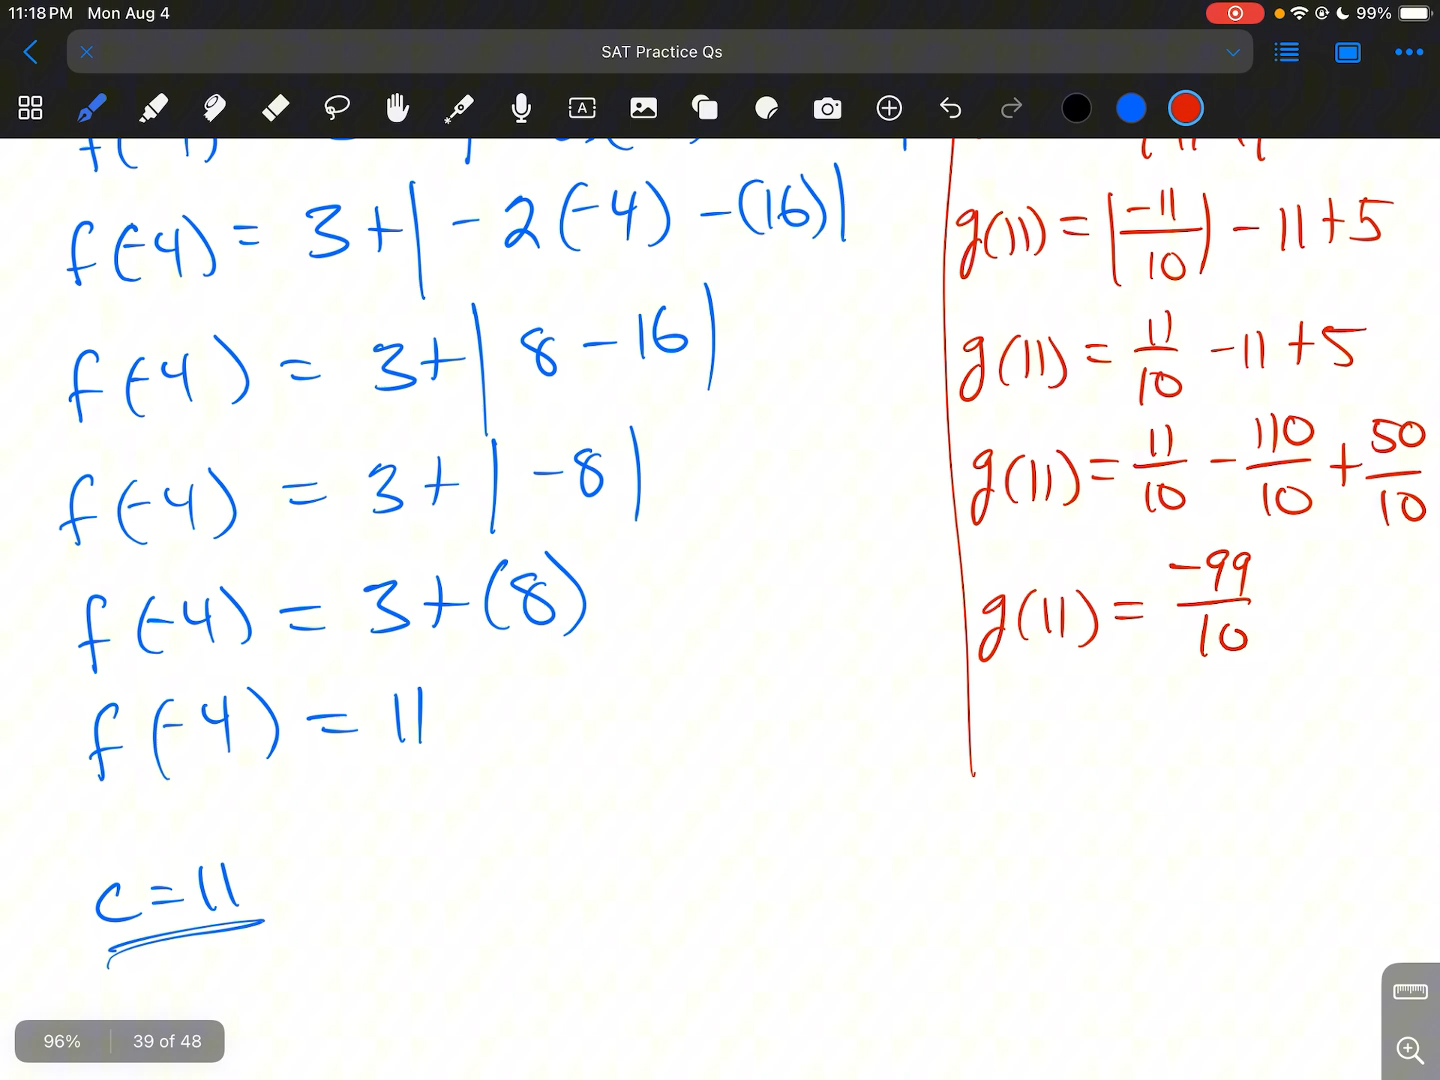 11:18 PM Mon Aug 4
99%
SAT Practice Qs
f(-4) = 3+|-2(-4) -(16)|
f(-4) = 3+|8-16|
f(-4) = 3+|-8|
f(-4) = 3+(8)
f(-4) = 11
c=11
g(11) = |-11/10| - 11+5
g(11) = 11/10 - 11 +5
g(11) = 11/10 - 110/10 + 50/10
g(11) = -99/10
96% 39 of 48